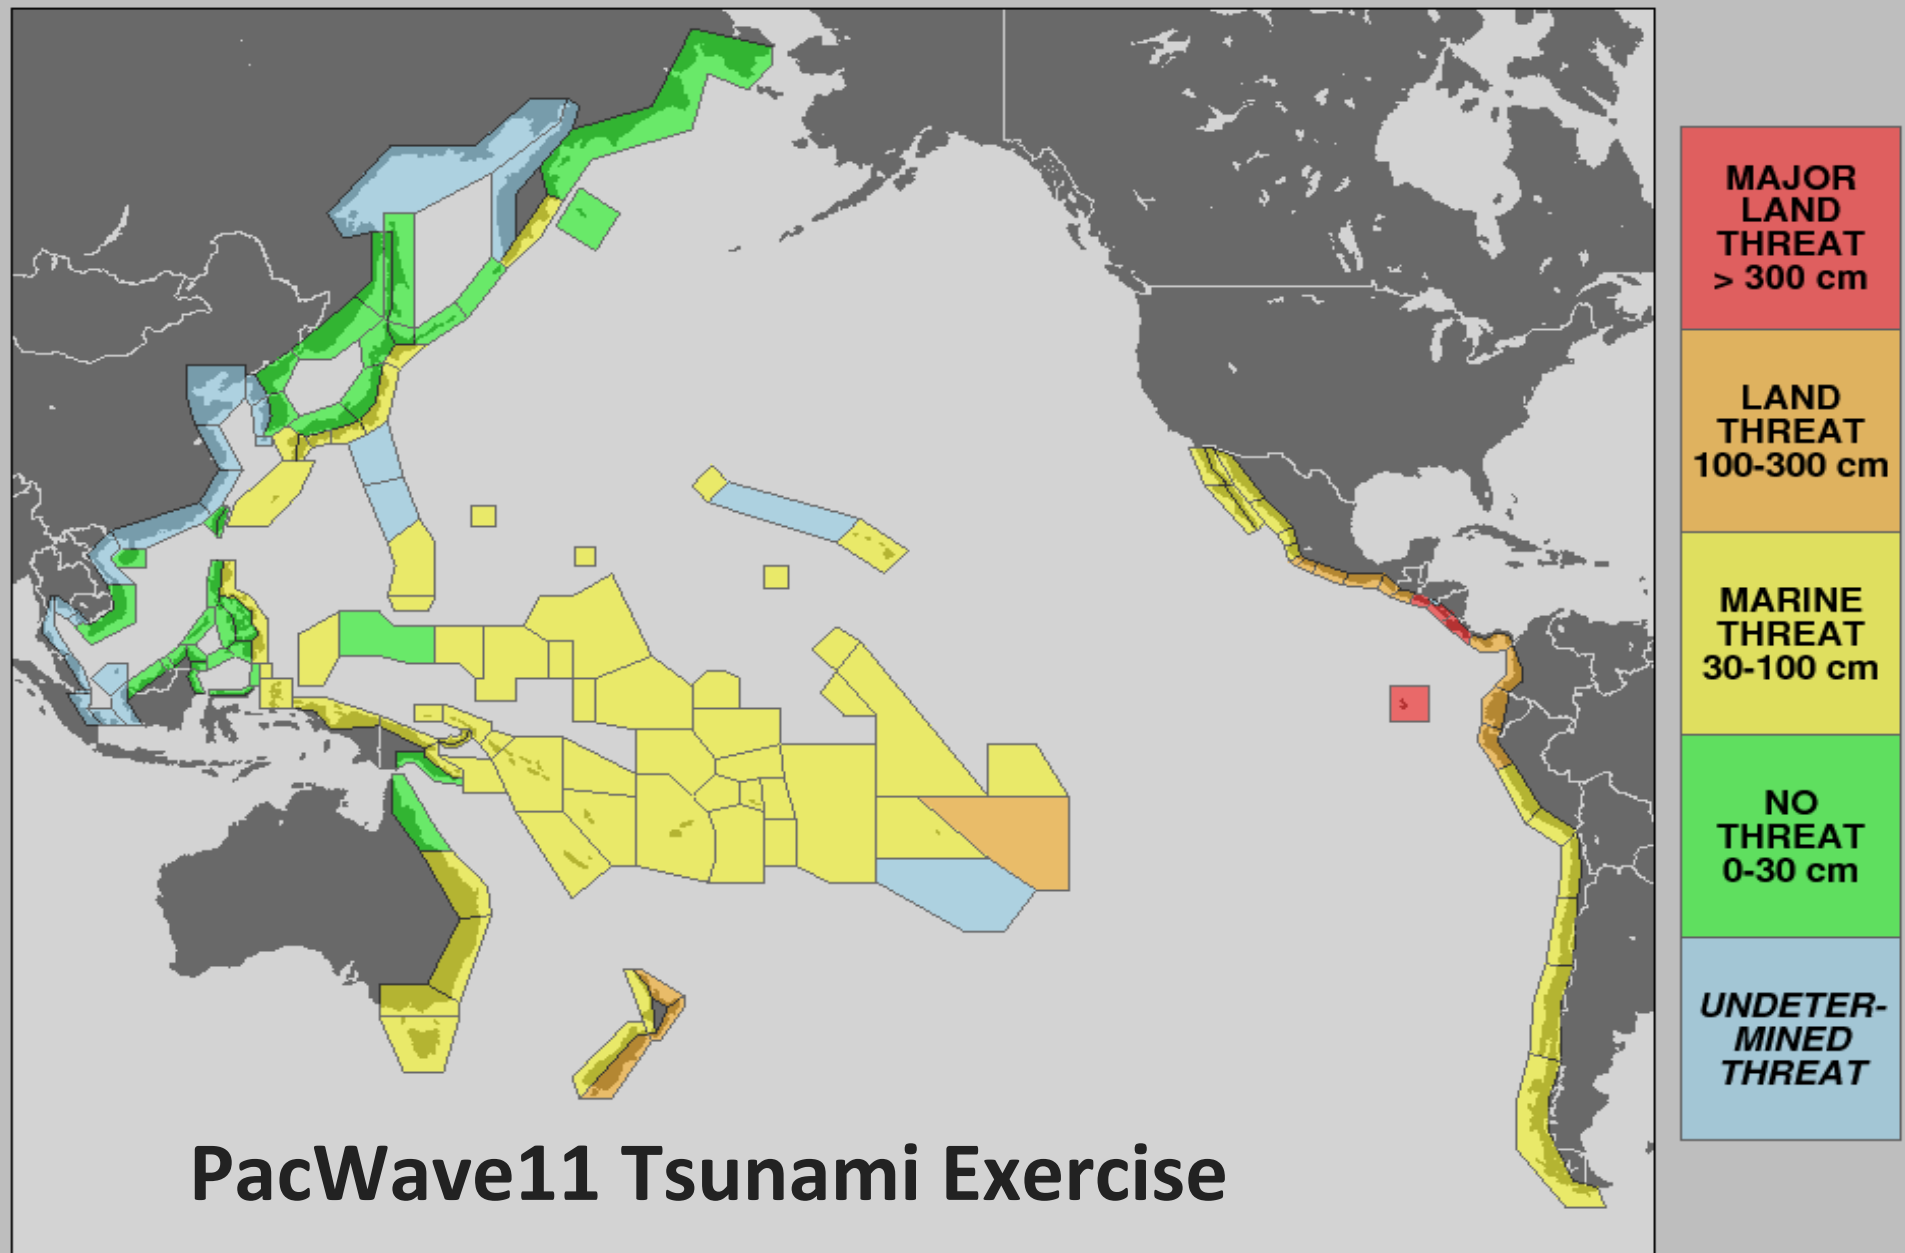 MAJOR
LAND
THREAT
> 300 cm
LAND
THREAT
100-300 cm
MARINE
THREAT
30-100 cm
NO
THREAT
0-30 cm
UNDETER-
MINED
THREAT
PacWave11 Tsunami Exercise